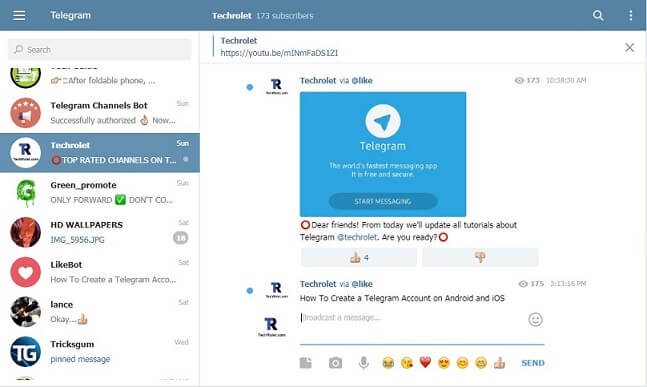 Telegram
Techrolet 173 subscribers
Search
Techrolet
https://youtu.be/mINmFaDS1ZI
👉🏻After foldable phone, ...
Telegram Channels Bot Sun
Successfully authorized 👌🏻 Now...
Techrolet Sun
⭕TOP RATED CHANNELS ON T...
Green_promote Sun
ONLY FORWARD ✅ DON'T CO...
HD WALLPAPERS Sat
IMG_5956.JPG 18
LikeBot Sat
How To Create a Telegram Acco...
lance Sat
Okay...👍🏻
Tricksgum Wed
pinned message
Techrolet via @like 173 10:38:30 AM
Telegram
The world's fastest messaging app
It is free and secure.
START MESSAGING
⭕Dear friends! From today we'll update all tutorials about
Telegram @techrolet. Are you ready?⭕
👍🏻 4 👎🏻
Techrolet via @like 175 3:13:16 PM
How To Create a Telegram Account on Android and iOS
Broadcast a message...
TechRolet.com
SEND